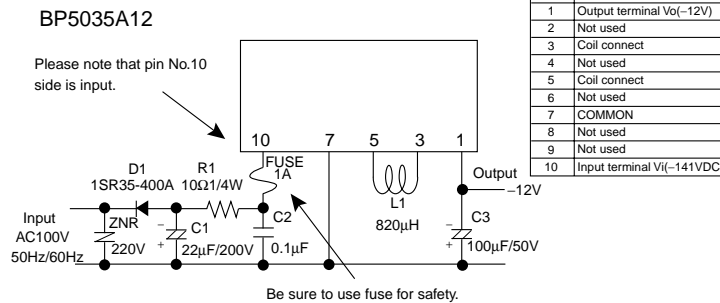 BP5035A12
Please note that pin No.10
side is input.
10 7 5 3 1
FUSE
1A
D1
1SR35-400A
R1
10Ω1/4W
L1
820μH
Output
−12V
Input
AC100V
50Hz/60Hz
ZNR
220V
− C1
+ 22μF/200V
C2
0.1μF
− C3
+ 100μF/50V
Be sure to use fuse for safety.
1 Output terminal Vo(−12V)
2 Not used
3 Coil connect
4 Not used
5 Coil connect
6 Not used
7 COMMON
8 Not used
9 Not used
10 Input terminal Vi(−141VDC